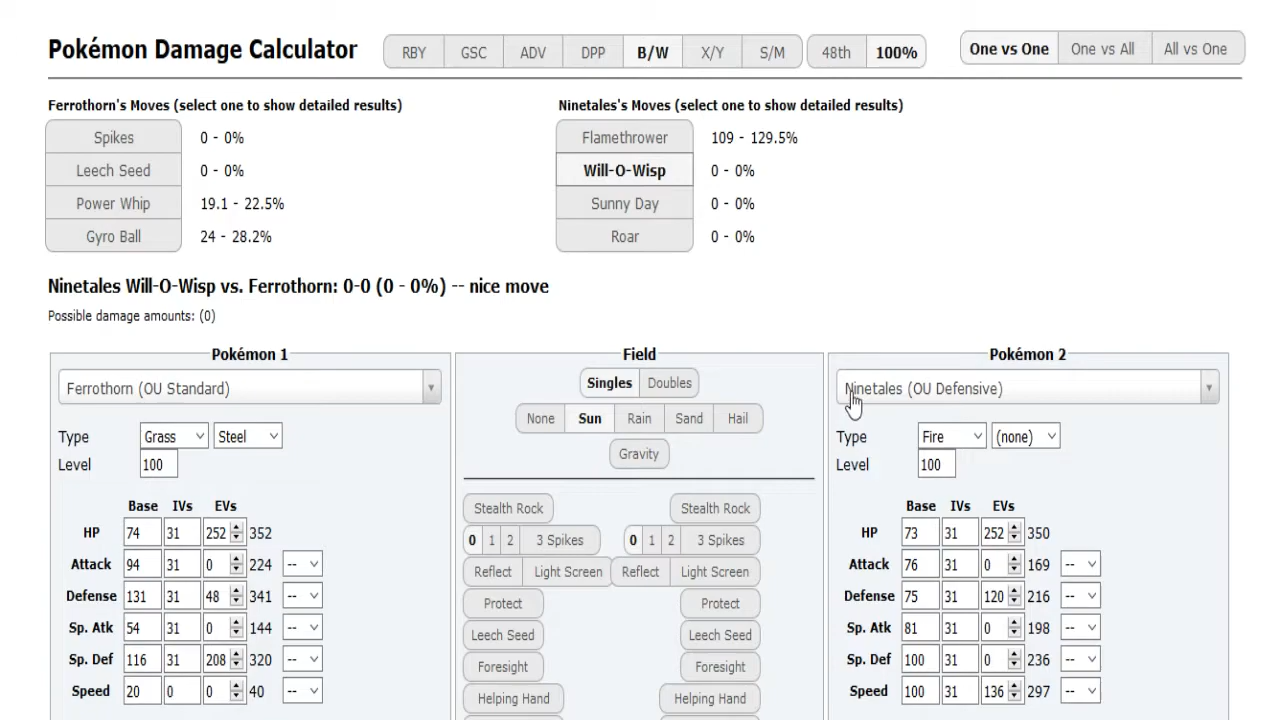 Pokémon Damage Calculator RBY GSC ADV DPP B/W X/Y S/M 48th 100% One vs One One vs All All vs One
Ferrothorn's Moves (select one to show detailed results) Ninetales's Moves (select one to show detailed results)
Spikes 0 - 0% Flamethrower 109 - 129.5%
Leech Seed 0 - 0% Will-O-Wisp 0 - 0%
Power Whip 19.1 - 22.5% Sunny Day 0 - 0%
Gyro Ball 24 - 28.2% Roar 0 - 0%
Ninetales Will-O-Wisp vs. Ferrothorn: 0-0 (0 - 0%) -- nice move
Possible damage amounts: (0)
Pokémon 1
Ferrothorn (OU Standard)
Type Grass Steel
Level 100
Base IVs EVs
HP 74 31 252 352
Attack 94 31 0 224 --
Defense 131 31 48 341 --
Sp. Atk 54 31 0 144 --
Sp. Def 116 31 208 320 --
Speed 20 0 0 40 --
Field
Singles Doubles
None Sun Rain Sand Hail
Gravity
Stealth Rock Stealth Rock
0 1 2 3 Spikes 0 1 2 3 Spikes
Reflect Light Screen Reflect Light Screen
Protect Protect
Leech Seed Leech Seed
Foresight Foresight
Helping Hand Helping Hand
Pokémon 2
Ninetales (OU Defensive)
Type Fire (none)
Level 100
Base IVs EVs
HP 73 31 252 350
Attack 76 31 0 169 --
Defense 75 31 120 216 --
Sp. Atk 81 31 0 198 --
Sp. Def 100 31 0 236 --
Speed 100 31 136 297 --